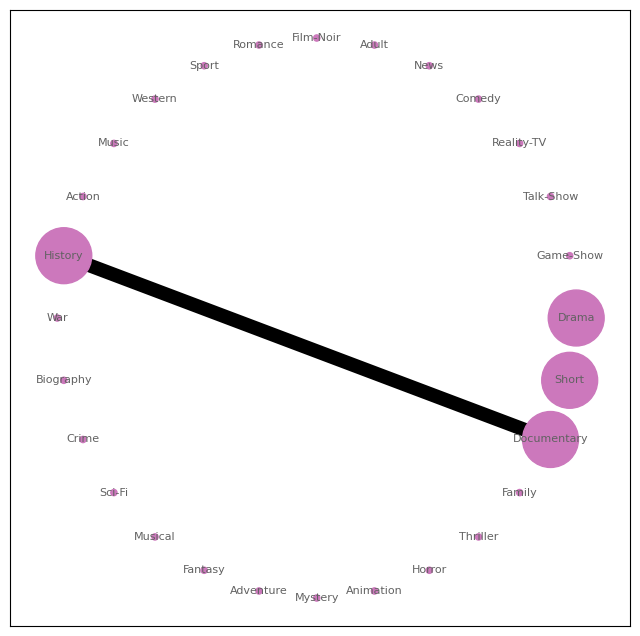 Film-Noir
Romance
Adult
Sport
News
Western
Comedy
Music
Reality-TV
Action
Talk-Show
History
Game-Show
War
Drama
Biography
Short
Crime
Documentary
Sci-Fi
Family
Musical
Thriller
Fantasy
Horror
Adventure
Animation
Mystery